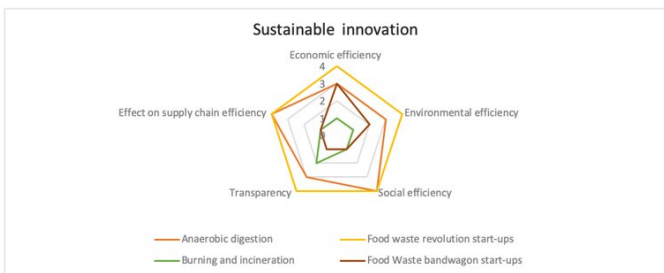 Sustainable innovation
Economic efficiency
4
3
2
1
0
Effect on supply chain efficiency
Environmental efficiency
Transparency
Social efficiency
Anaerobic digestion
Food waste revolution start-ups
Burning and incineration
Food Waste bandwagon start-ups